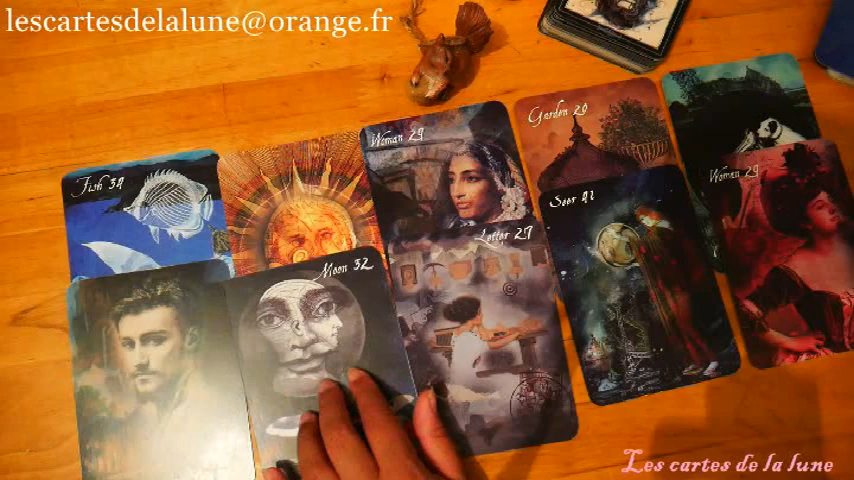 lescartesdelalune@orange.fr
Woman 29
Garden 20
Fish 34
Woman 29
Seer 41
Letter 27
Moon 32
Les cartes de la lune